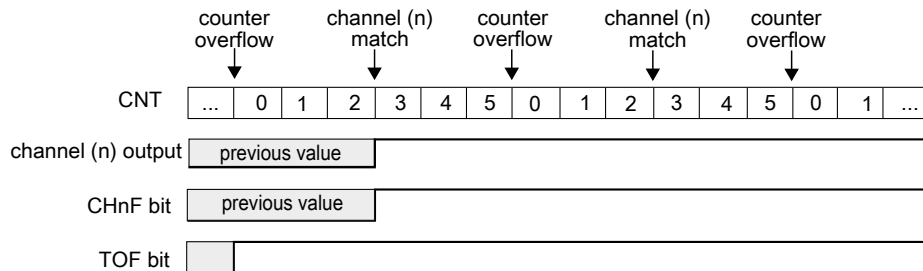 counter overflow channel (n) match counter overflow channel (n) match counter overflow
CNT ... 0 1 2 3 4 5 0 1 2 3 4 5 0 1 ...
channel (n) output previous value
CHnF bit previous value
TOF bit